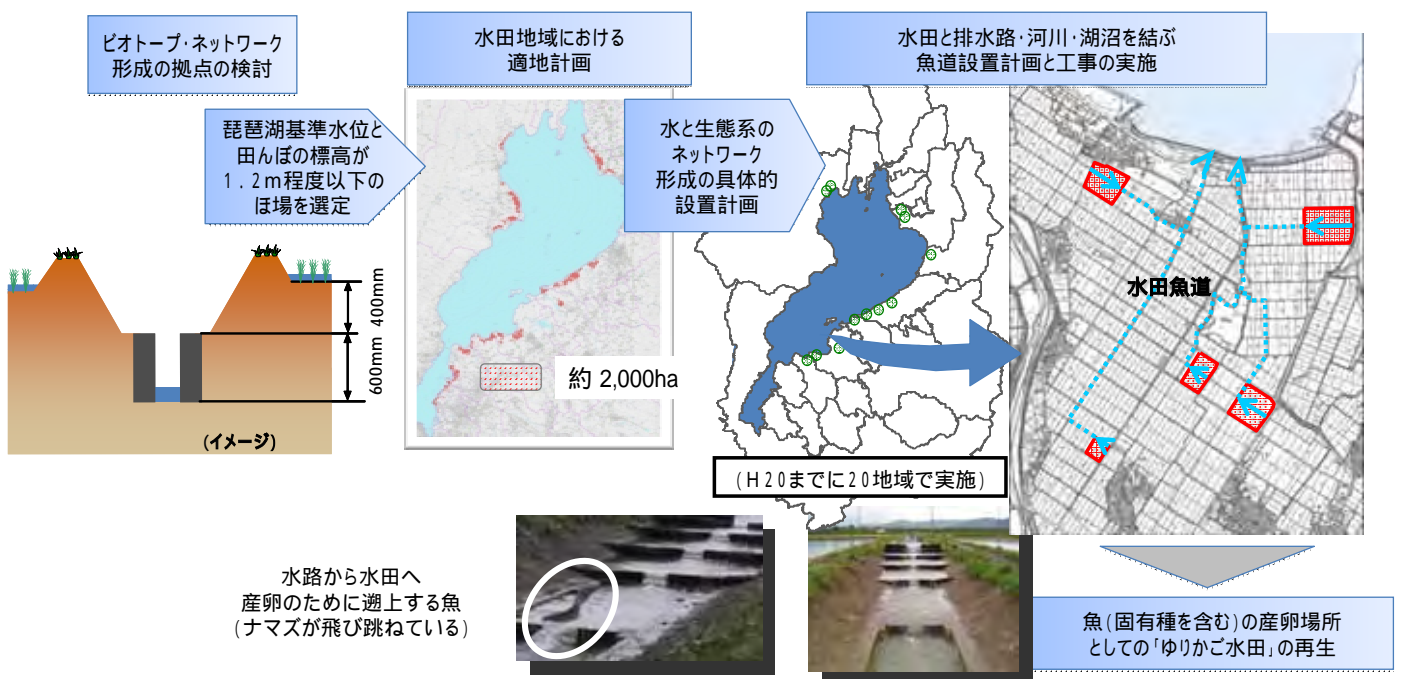 ビオトープ・ネットワーク
形成の拠点の検討
水田地域における
適地計画
水田と排水路・河川・湖沼を結ぶ
魚道設置計画と工事の実施
琵琶湖基準水位と
田んぼの標高が
1.2m程度以下の
ほ場を選定
水と生態系の
ネットワーク
形成の具体的
設置計画
400mm
600mm
(イメージ)
約 2,000ha
水田魚道
(H20までに20地域で実施)
水路から水田へ
産卵のために遡上する魚
(ナマズが飛び跳ねている)
魚(固有種を含む)の産卵場所
としての「ゆりかご水田」の再生